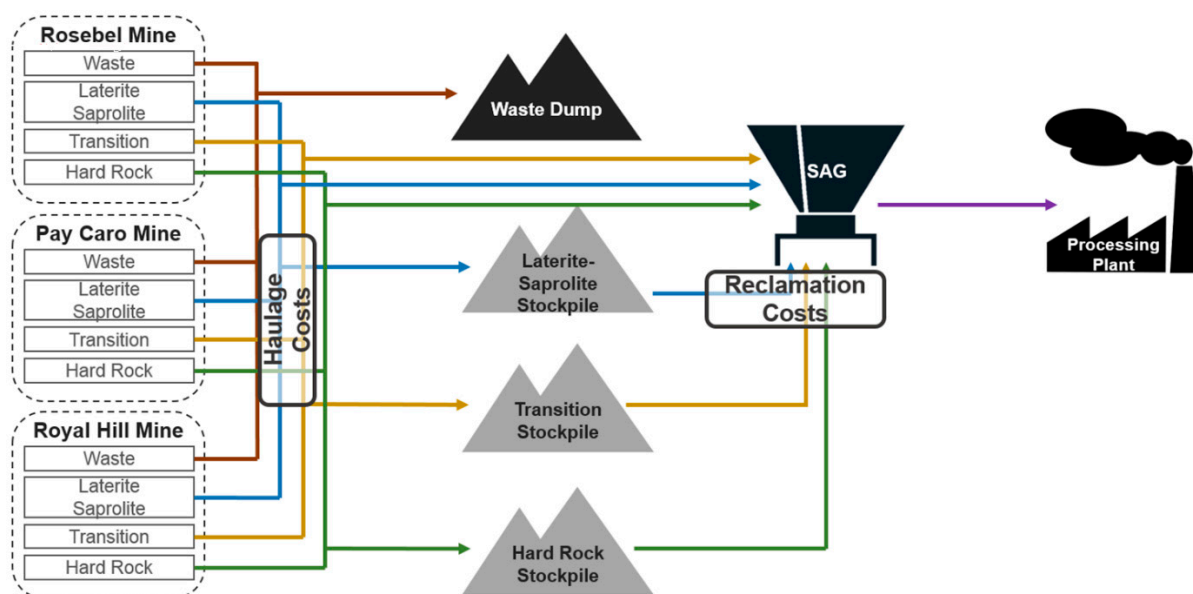 Rosebel Mine
Waste
Laterite
Saprolite
Transition
Hard Rock
Pay Caro Mine
Waste
Laterite
Saprolite
Transition
Hard Rock
Royal Hill Mine
Waste
Laterite
Saprolite
Transition
Hard Rock
Haulage
Costs
Waste Dump
Laterite-
Saprolite
Stockpile
Transition
Stockpile
Hard Rock
Stockpile
SAG
Reclamation
Costs
Processing
Plant